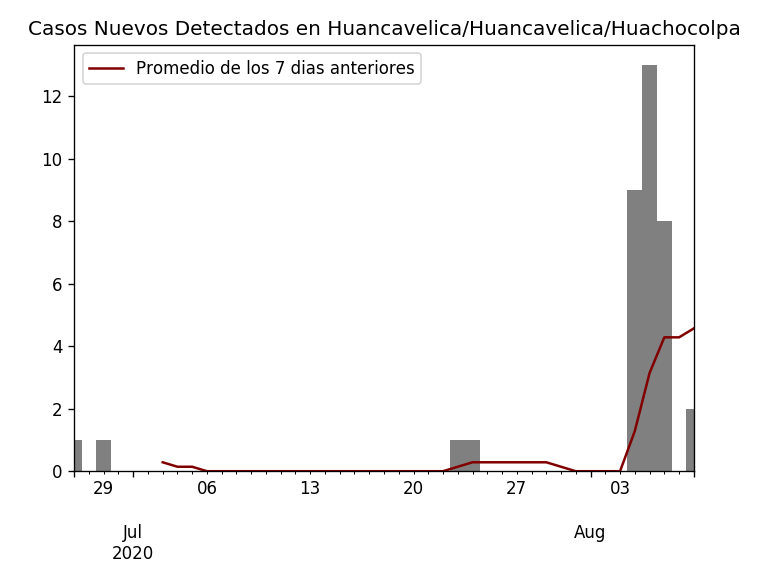 Casos Nuevos Detectados en Huancavelica/Huancavelica/Huachocolpa
Promedio de los 7 dias anteriores
12
10
8
6
4
2
0
29 06 13 20 27 03
Jul Aug
2020